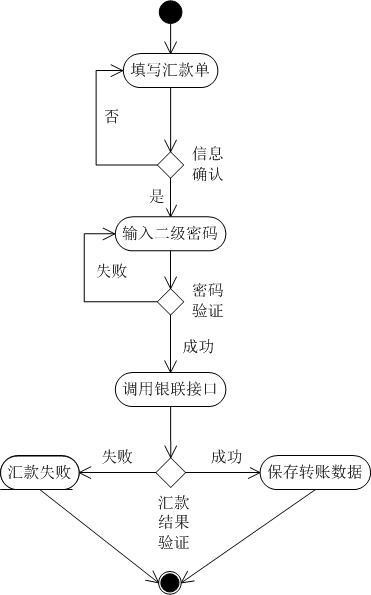 填写汇款单
否
信息
确认
是
输入二级密码
失败
密码
验证
成功
调用银联接口
失败
成功
汇款失败
保存转账数据
汇款
结果
验证